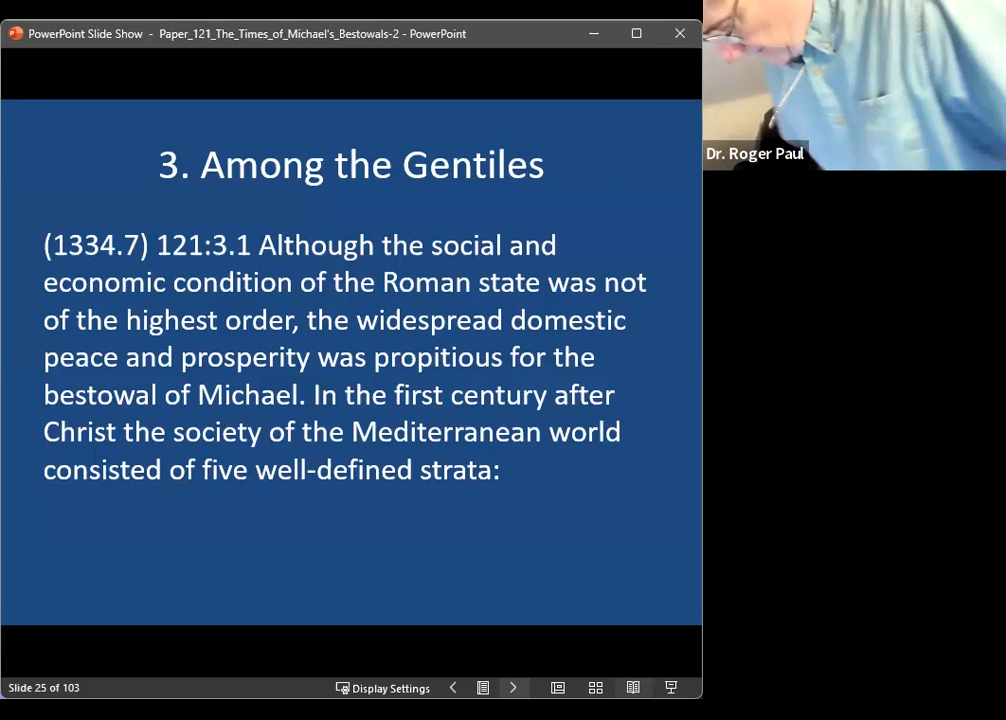 PowerPoint Slide Show - Paper_121_The_Times_of_Michael's_Bestowals-2 - PowerPoint
Dr. Roger Paul
3. Among the Gentiles
(1334.7) 121:3.1 Although the social and
economic condition of the Roman state was not
of the highest order, the widespread domestic
peace and prosperity was propitious for the
bestowal of Michael. In the first century after
Christ the society of the Mediterranean world
consisted of five well-defined strata:
Slide 25 of 103
Display Settings